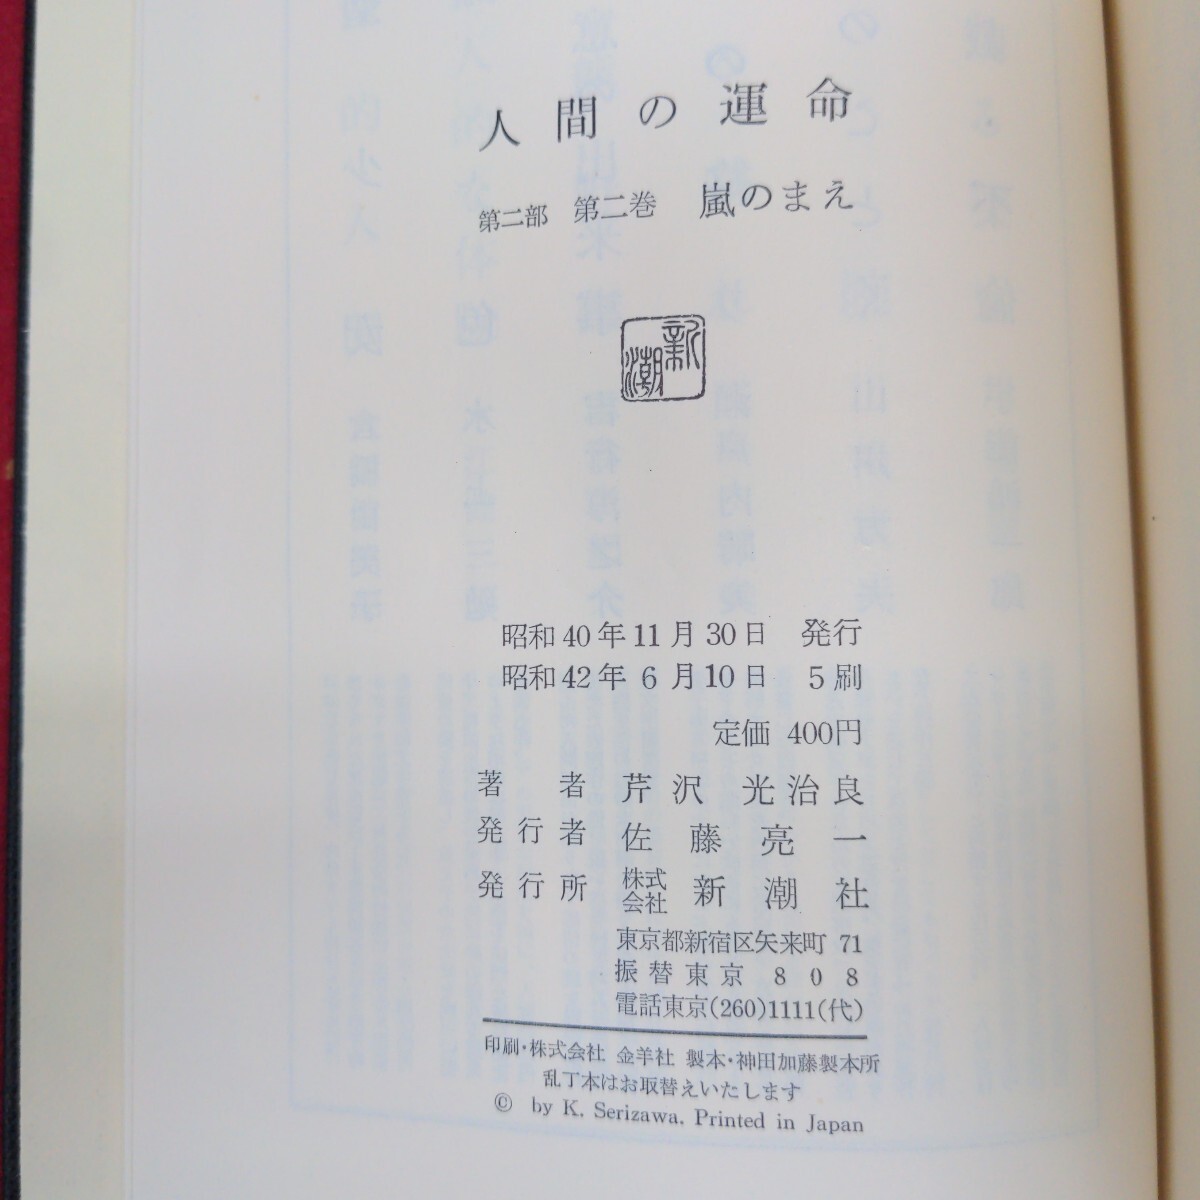 人間の運命
第二部 第二巻 嵐のまえ
新潮
昭和40年11月30日 発行
昭和42年6月10日 5刷
定価 400円
著者 芹沢光治良
発行者 佐藤亮一
発行所 株式会社 新潮社
東京都新宿区矢来町 71
振替東京 808
電話東京(260)1111(代)
印刷・株式会社 金羊社 製本・神田加藤製本所
乱丁本はお取替えいたします
© by K. Serizawa, Printed in Japan